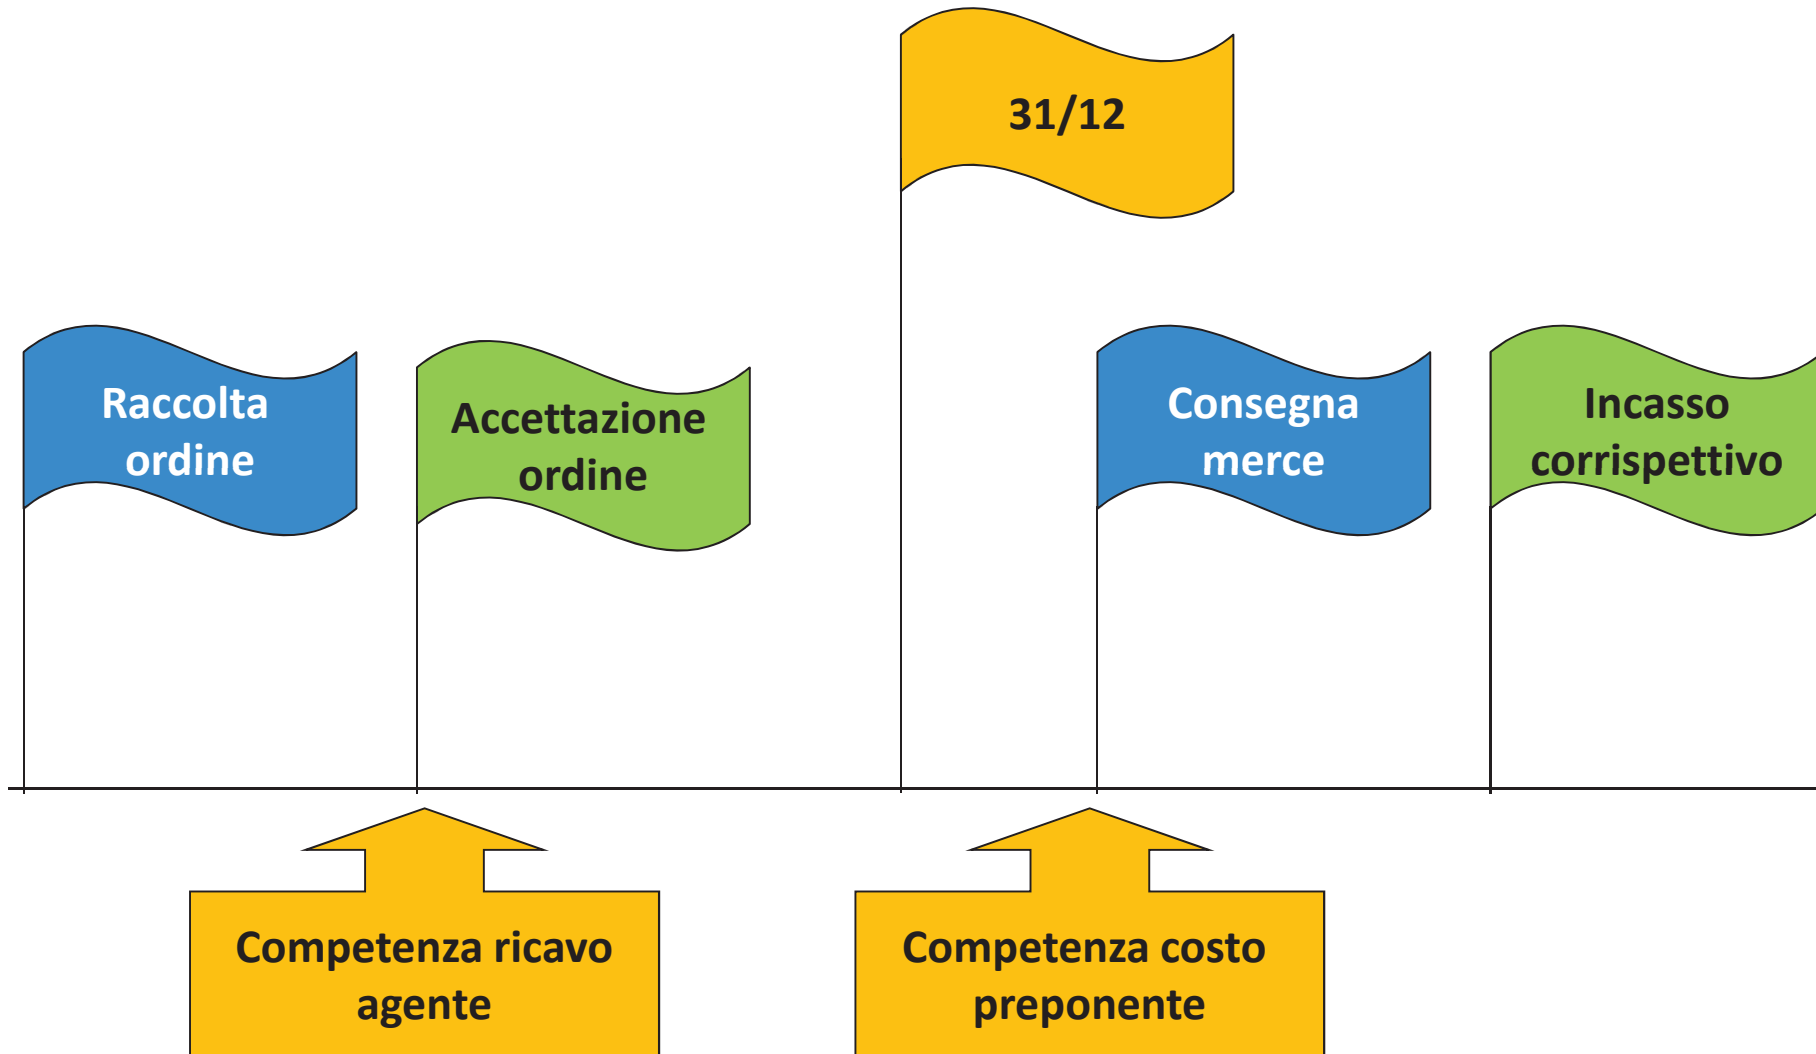 31/12
Raccolta
ordine
Accettazione
ordine
Consegna
merce
Incasso
corrispettivo
Competenza ricavo
agente
Competenza costo
preponente